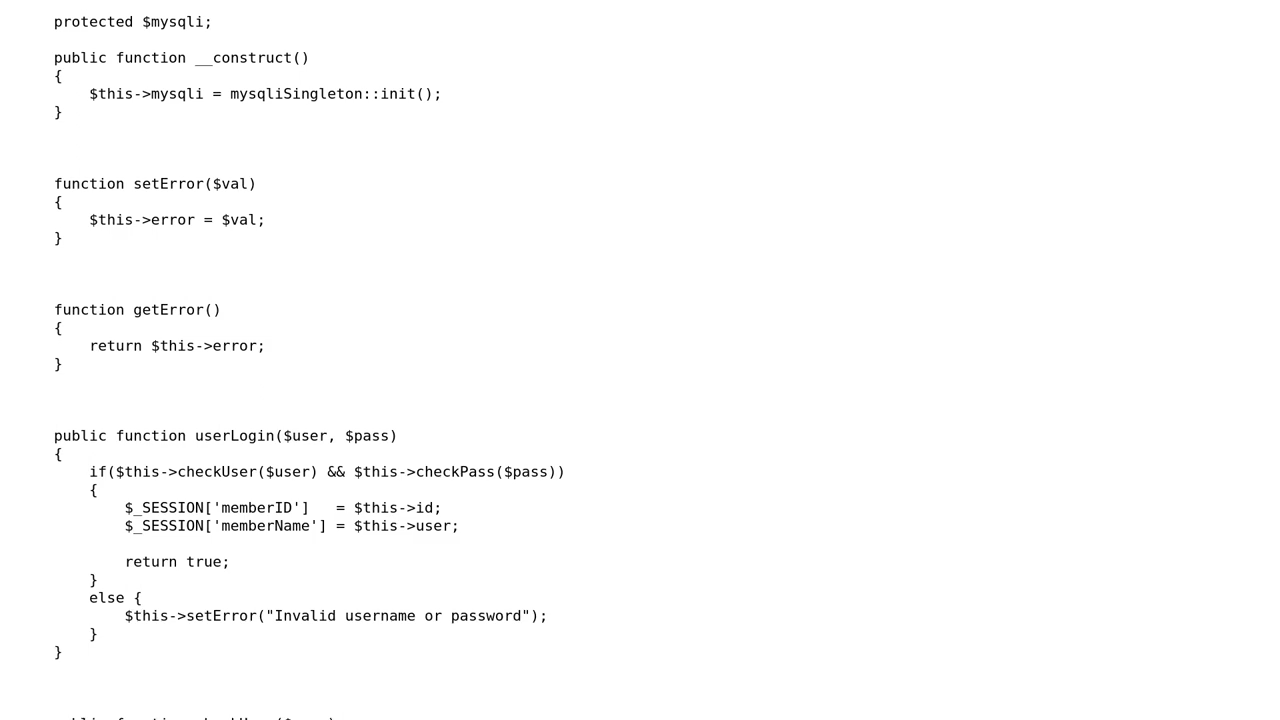 protected $mysqli;
public function __construct()
{
    $this->mysqli = mysqliSingleton::init();
}
function setError($val)
{
    $this->error = $val;
}
function getError()
{
    return $this->error;
}
public function userLogin($user, $pass)
{
    if($this->checkUser($user) && $this->checkPass($pass))
    {
        $_SESSION['memberID']   = $this->id;
        $_SESSION['memberName'] = $this->user;
        return true;
    }
    else {
        $this->setError("Invalid username or password");
    }
}